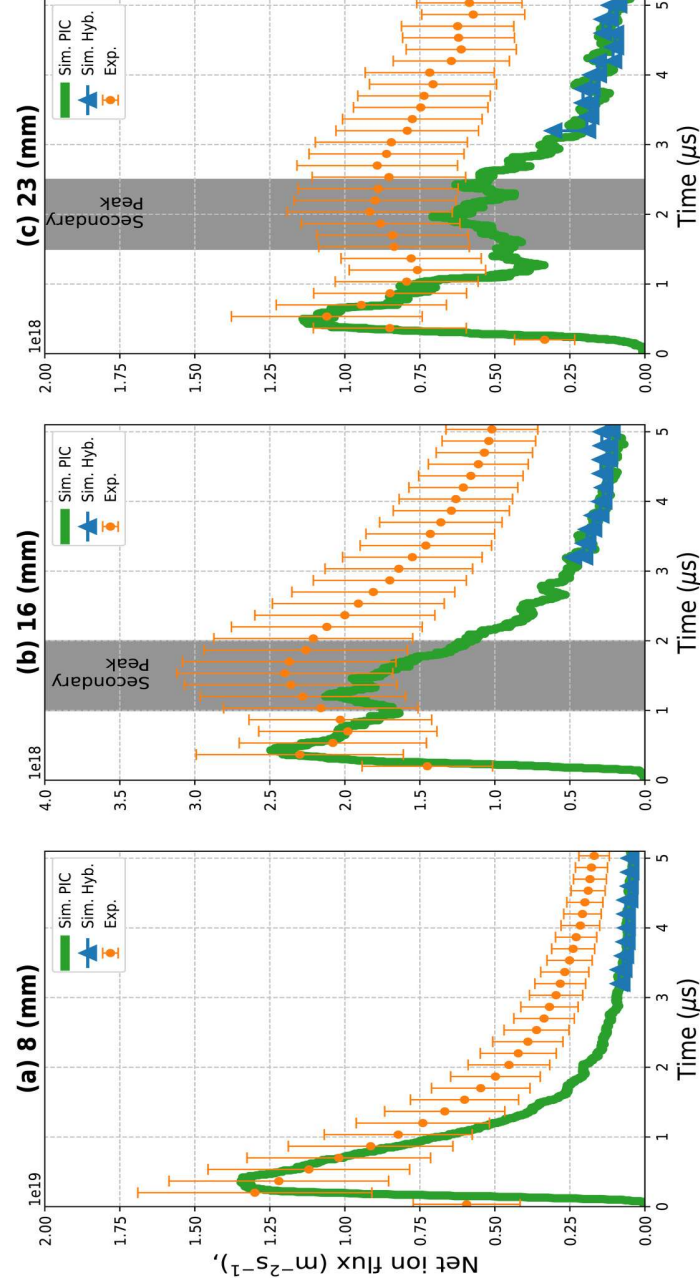 (a) 8 (mm)
1e19
2.00
1.75
1.50
1.25
1.00
0.75
0.50
0.25
0.00
Net ion flux (m⁻²s⁻¹),
Sim. PIC
Sim. Hyb.
Exp.
0 1 2 3 4 5
Time (μs)
(b) 16 (mm)
1e18
4.0
3.5
3.0
2.5
2.0
1.5
1.0
0.5
0.0
Secondary
Peak
Sim. PIC
Sim. Hyb.
Exp.
0 1 2 3 4 5
Time (μs)
(c) 23 (mm)
1e18
2.00
1.75
1.50
1.25
1.00
0.75
0.50
0.25
0.00
Secondary
Peak
Sim. PIC
Sim. Hyb.
Exp.
0 1 2 3 4 5
Time (μs)